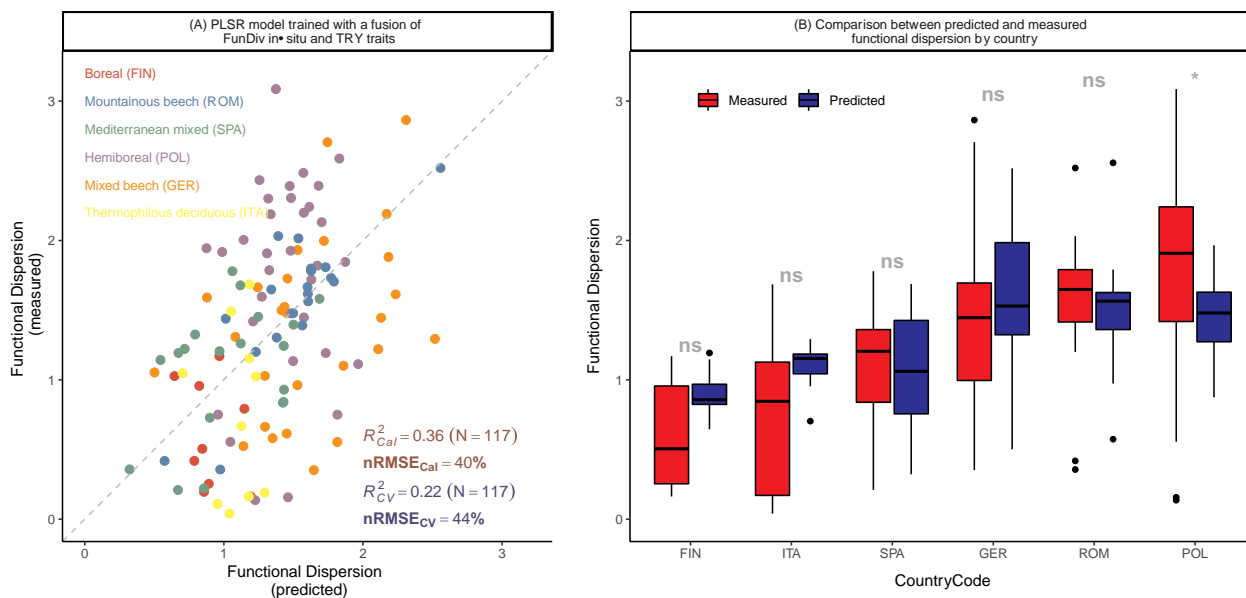 (A) PLSR model trained with a fusion of
FunDiv in• situ and TRY traits
Boreal (FIN)
Mountainous beech (ROM)
Mediterranean mixed (SPA)
Hemiboreal (POL)
Mixed beech (GER)
Thermophilous deciduous (ITA)
R²Cal = 0.36 (N = 117)
nRMSECal = 40%
R²CV = 0.22 (N = 117)
nRMSECV = 44%
3
2
1
0
Functional Dispersion
(measured)
0 1 2 3
Functional Dispersion
(predicted)
(B) Comparison between predicted and measured
functional dispersion by country
Measured Predicted
ns ns ns ns ns *
3
2
1
0
Functional Dispersion
FIN ITA SPA GER ROM POL
CountryCode